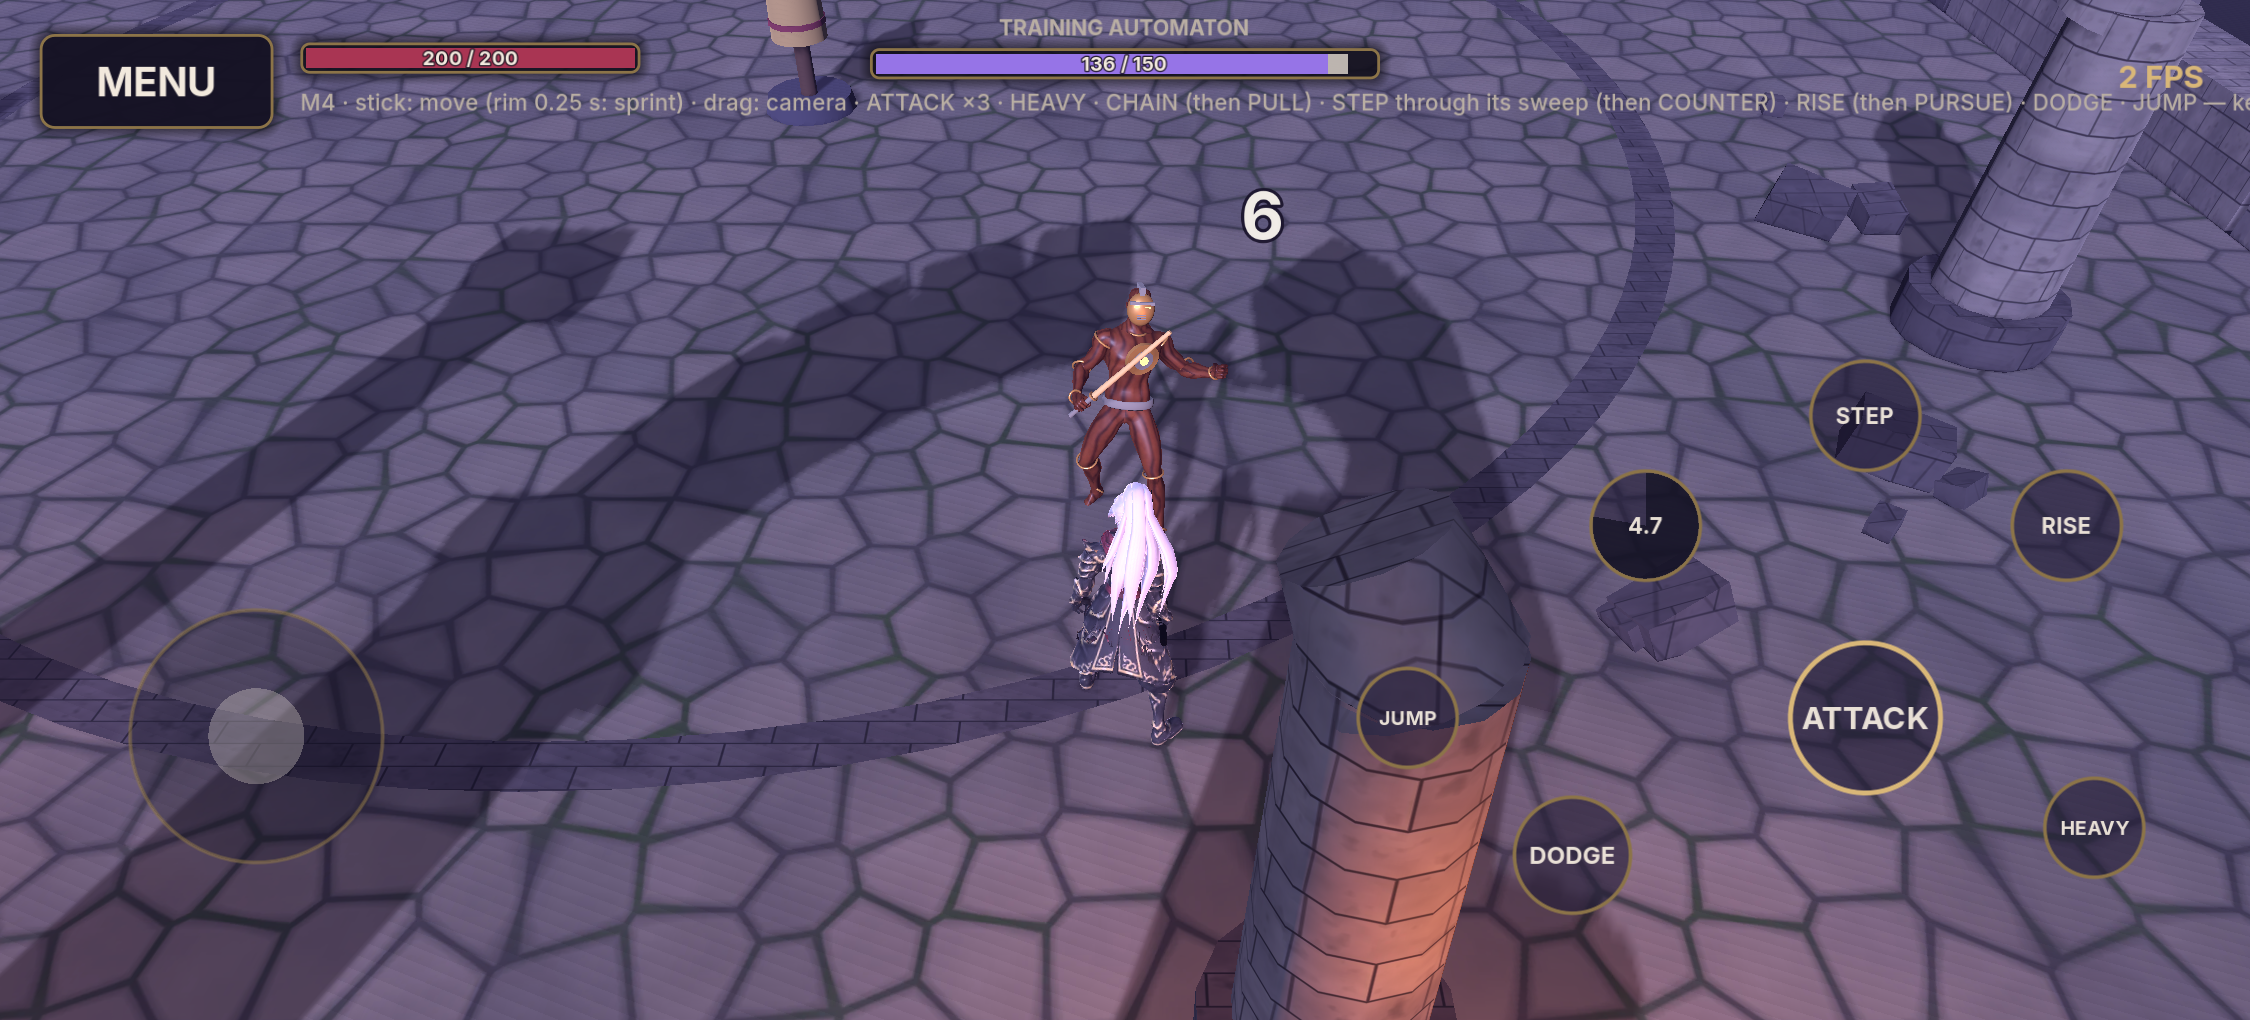 TRAINING AUTOMATON
MENU
200 / 200
136 / 150
2 FPS
M4 · stick: move (rim 0.25 s: sprint) · drag: camera · ATTACK ×3 · HEAVY · CHAIN (then PULL) · STEP through its sweep (then COUNTER) · RISE (then PURSUE) · DODGE · JUMP — ke
6
STEP
4.7
RISE
JUMP
ATTACK
HEAVY
DODGE